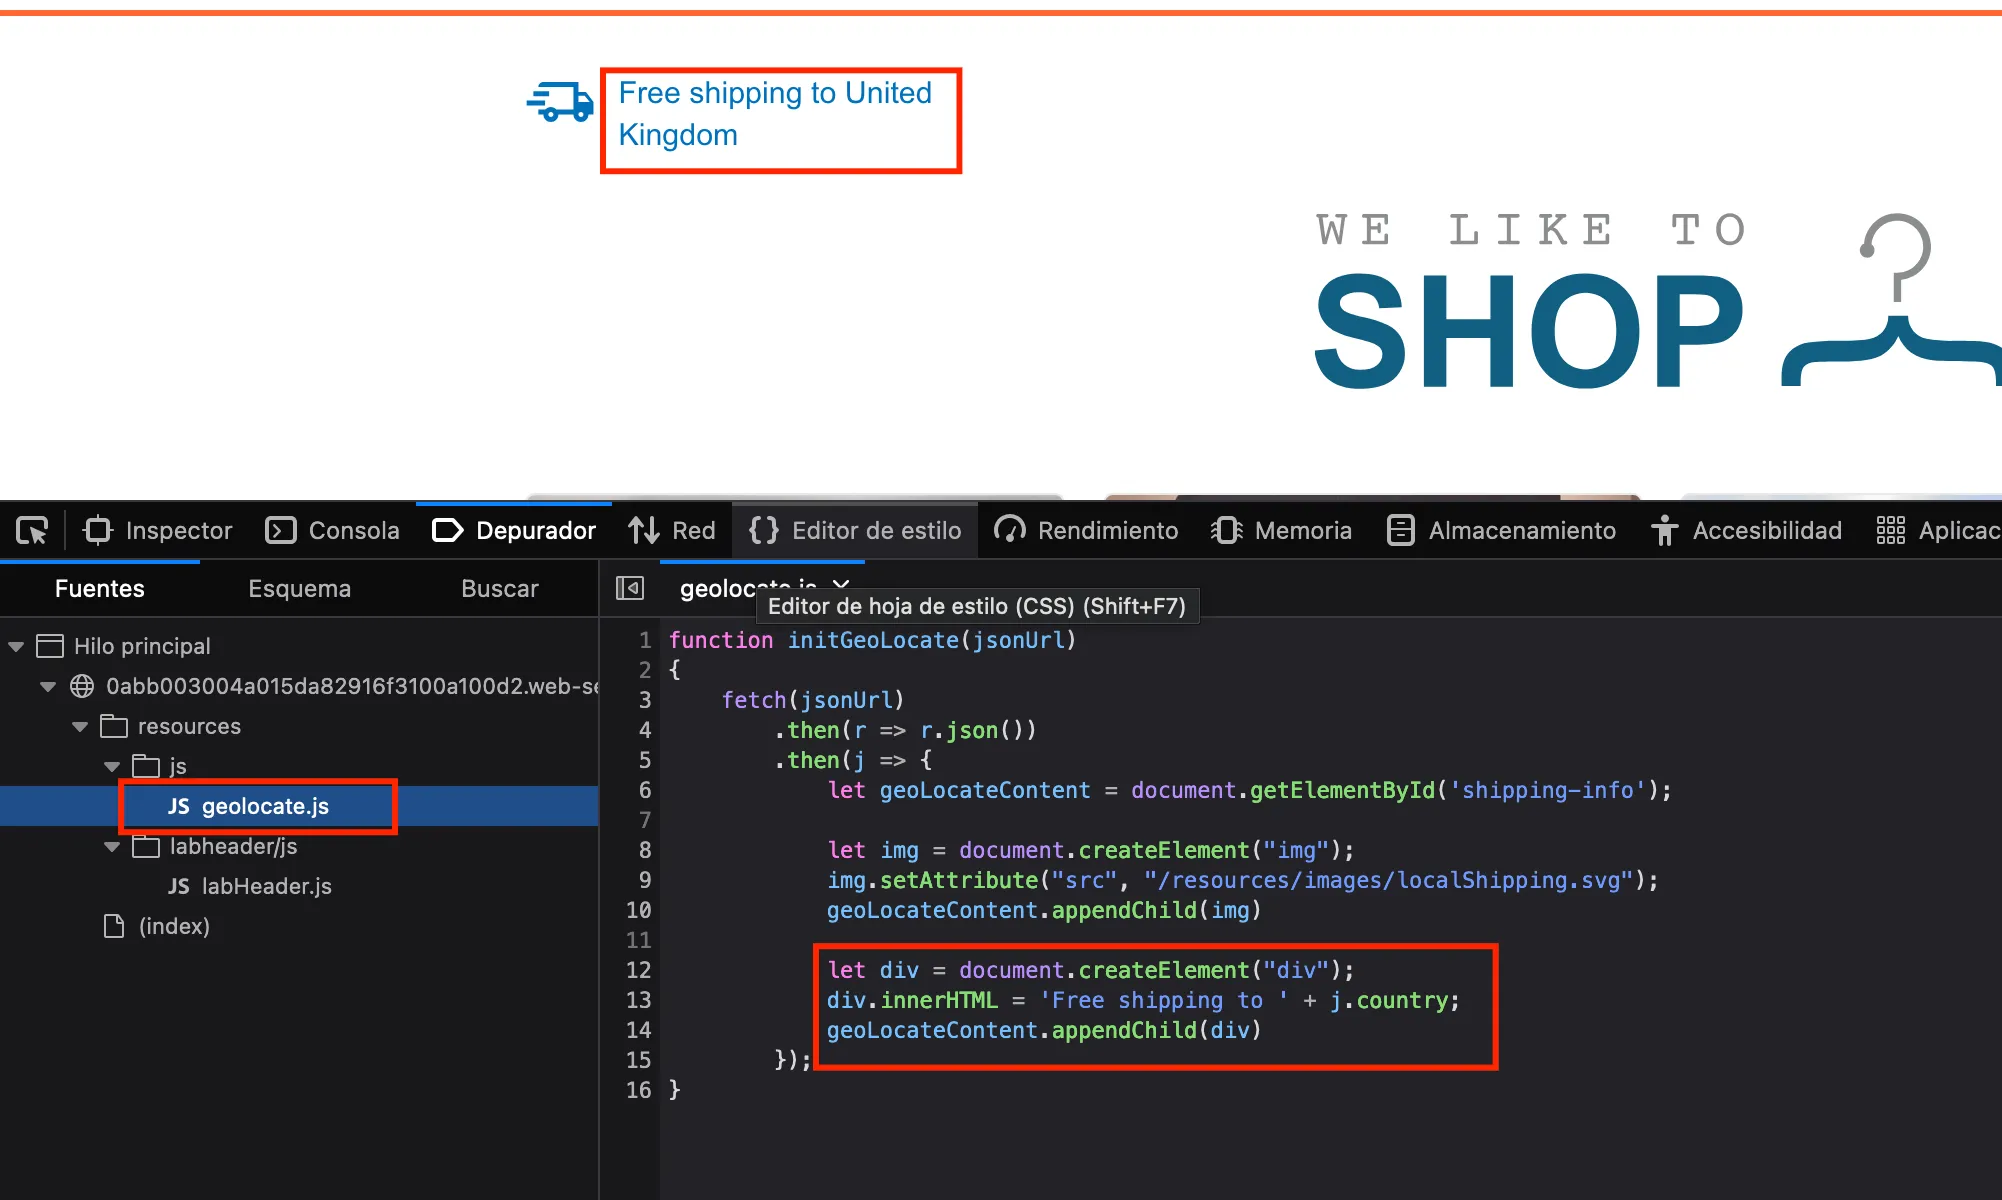 Free shipping to United
Kingdom
WE LIKE TO
SHOP
Inspector
Consola
Depurador
Red
Editor de estilo
Rendimiento
Memoria
Almacenamiento
Accesibilidad
Aplicac
Fuentes
Esquema
Buscar
Editor de hoja de estilo (CSS) (Shift+F7)
Hilo principal
0abb003004a015da82916f3100a100d2.web-se
resources
js
JS geolocate.js
labheader/js
JS labHeader.js
(index)
1 function initGeoLocate(jsonUrl)
2 {
3 fetch(jsonUrl)
4 .then(r => r.json())
5 .then(j => {
6 let geoLocateContent = document.getElementById('shipping-info');
7
8 let img = document.createElement("img");
9 img.setAttribute("src", "/resources/images/localShipping.svg");
10 geoLocateContent.appendChild(img)
11
12 let div = document.createElement("div");
13 div.innerHTML = 'Free shipping to ' + j.country;
14 geoLocateContent.appendChild(div)
15 });
16 }